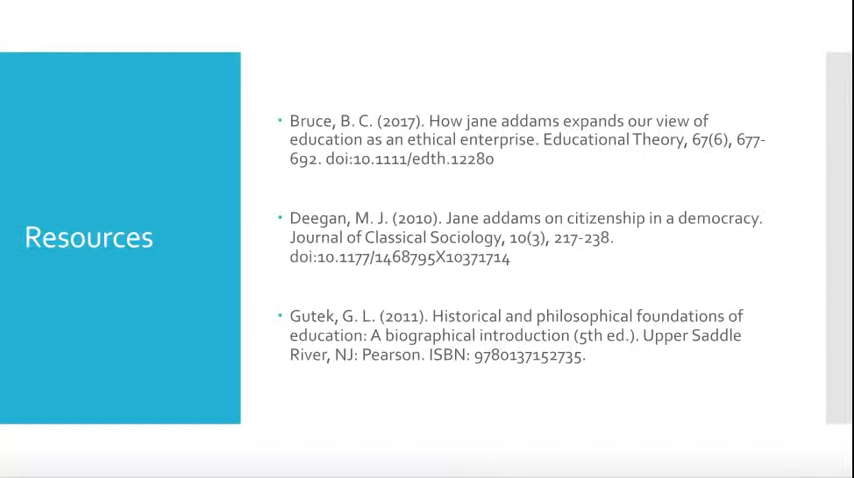 Resources
Bruce, B. C. (2017). How jane addams expands our view of
education as an ethical enterprise. Educational Theory, 67(6), 677-
692. doi:10.1111/edth.12280
Deegan, M. J. (2010). Jane addams on citizenship in a democracy.
Journal of Classical Sociology, 10(3), 217-238.
doi:10.1177/1468795X10371714
Gutek, G. L. (2011). Historical and philosophical foundations of
education: A biographical introduction (5th ed.). Upper Saddle
River, NJ: Pearson. ISBN: 9780137152735.